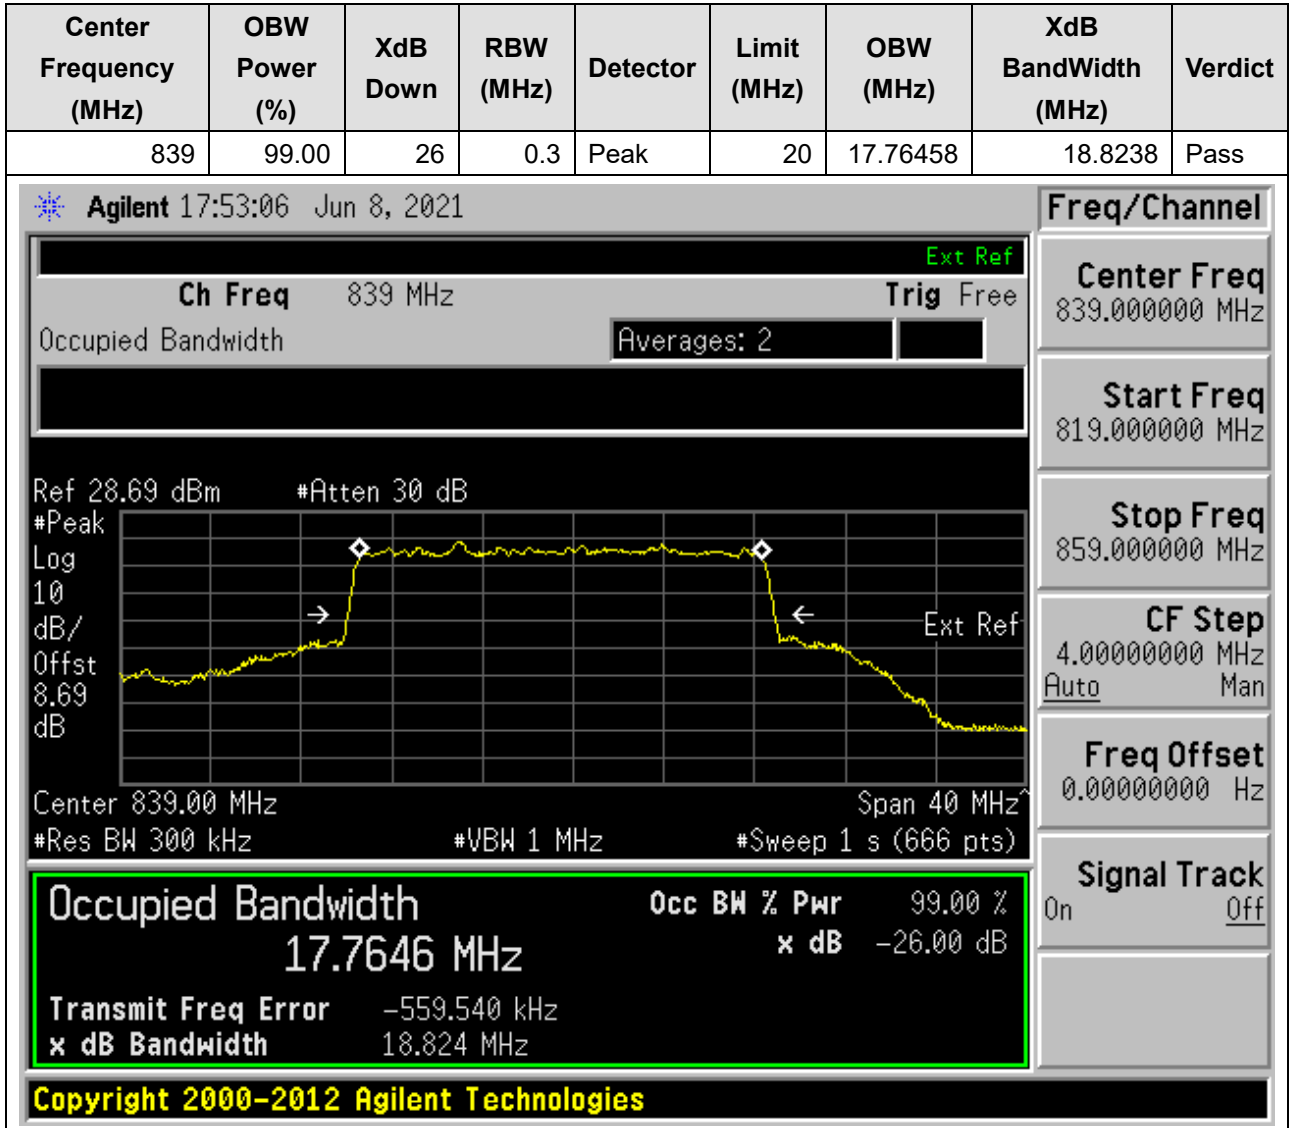 Center Frequency (MHz) OBW Power (%) XdB Down RBW (MHz) Detector Limit (MHz) OBW (MHz) XdB BandWidth (MHz) Verdict
839 99.00 26 0.3 Peak 20 17.76458 18.8238 Pass
Agilent 17:53:06 Jun 8, 2021
Freq/Channel
Ext Ref
Ch Freq 839 MHz Trig Free
Occupied Bandwidth Averages: 2
Center Freq
839.000000 MHz
Start Freq
819.000000 MHz
Stop Freq
859.000000 MHz
CF Step
4.00000000 MHz
Auto Man
Freq Offset
0.00000000 Hz
Signal Track
On Off
Ref 28.69 dBm #Atten 30 dB
#Peak
Log
10
dB/
Offst
8.69
dB
Ext Ref
Center 839.00 MHz Span 40 MHz^
#Res BW 300 kHz #VBW 1 MHz #Sweep 1 s (666 pts)
Occupied Bandwidth Occ BW % Pwr 99.00 %
17.7646 MHz x dB -26.00 dB
Transmit Freq Error -559.540 kHz
x dB Bandwidth 18.824 MHz
Copyright 2000-2012 Agilent Technologies